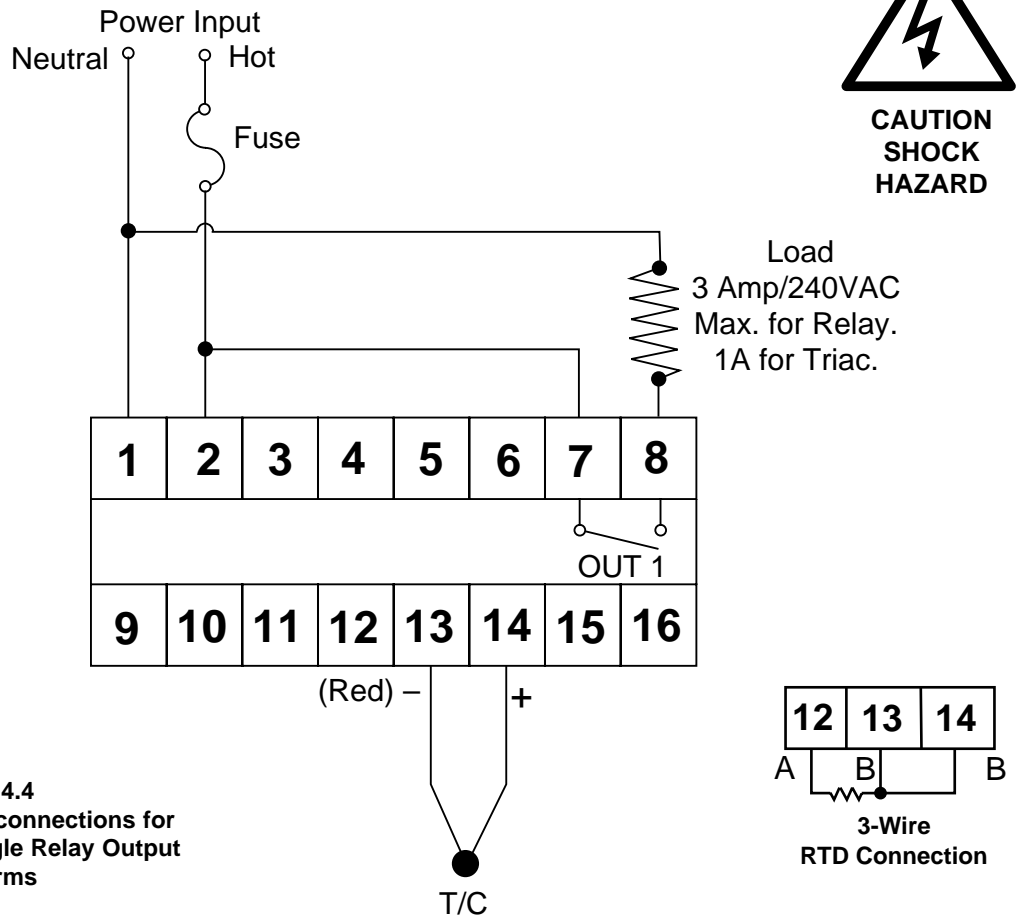 Power Input
Neutral
Hot
Fuse
CAUTION
SHOCK
HAZARD
Load
3 Amp/240VAC
Max. for Relay.
1A for Triac.
1 2 3 4 5 6 7 8
OUT 1
9 10 11 12 13 14 15 16
(Red) – +
T/C
12 13 14
A B B
3-Wire
RTD Connection
4.4
connections for
Relay Output